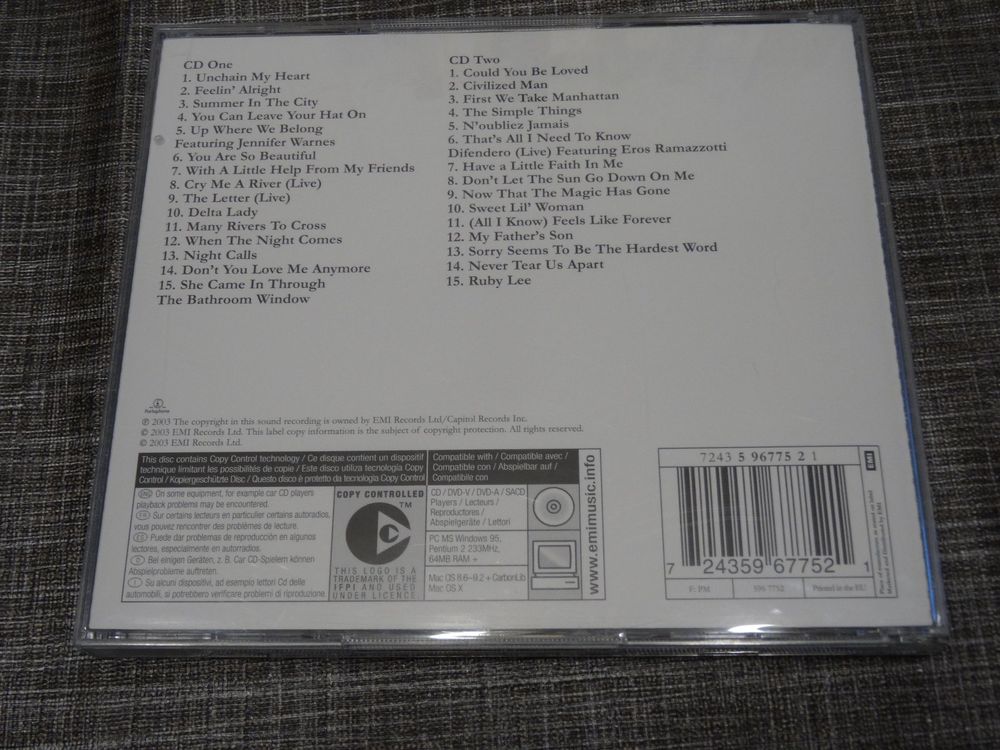 CD One
1. Unchain My Heart
2. Feelin' Alright
3. Summer In The City
4. You Can Leave Your Hat On
5. Up Where We Belong
Featuring Jennifer Warnes
6. You Are So Beautiful
7. With A Little Help From My Friends
8. Cry Me A River (Live)
9. The Letter (Live)
10. Delta Lady
11. Many Rivers To Cross
12. When The Night Comes
13. Night Calls
14. Don't You Love Me Anymore
15. She Came In Through
The Bathroom Window
CD Two
1. Could You Be Loved
2. Civilized Man
3. First We Take Manhattan
4. The Simple Things
5. N'oubliez Jamais
6. That's All I Need To Know
Difendero (Live) Featuring Eros Ramazzotti
7. Have a Little Faith In Me
8. Don't Let The Sun Go Down On Me
9. Now That The Magic Has Gone
10. Sweet Lil' Woman
11. (All I Know) Feels Like Forever
12. My Father's Son
13. Sorry Seems To Be The Hardest Word
14. Never Tear Us Apart
15. Ruby Lee
Parlophone
℗ 2003 The copyright in this sound recording is owned by EMI Records Ltd/Capitol Records Inc.
© 2003 EMI Records Ltd. This label copy information is the subject of copyright protection. All rights reserved.
© 2003 EMI Records Ltd.
This disc contains Copy Control technology / Ce disque contient un dispositif
technique limitant les possibilités de copie / Este disco utiliza tecnología Copy
Control / Kopiergeschützte Disc / Questo disco è protetto da tecnologia Copy Control
EN On some equipment, for example car CD players
playback problems may be encountered.
FR Sur certains lecteurs en particulier certains autoradios,
vous pouvez rencontrer des problèmes de lecture.
ES Puede dar problemas de reproducción en algunos
lectores, especialmente en autorradios.
D Bei einigen Geräten, z. B. Car CD-Spielern können
Abspielprobleme auftreten.
I Su alcuni dispositivi, ad esempio lettori Cd delle
automobili, si potrebbero verificare problemi di riproduzione.
COPY CONTROLLED
TM
THIS LOGO IS A
TRADEMARK OF THE
IFPI AND USED
UNDER LICENCE.
Compatible with / Compatible avec /
Compatible con / Abspielbar auf /
Compatibile con
CD / DVD-V / DVD-A / SACD
Players / Lecteurs /
Reproductores /
Abspielgeräte / Lettori
PC MS Windows 95,
Pentium 2 233MHz,
64MB RAM +
Mac OS 8.6–9.2 + CarbonLib
Mac OS X
www.emimusic.info
7243 5 96775 2 1
7 24359 67752 1
F: PM
596 7752
Printed in the EU
EMI